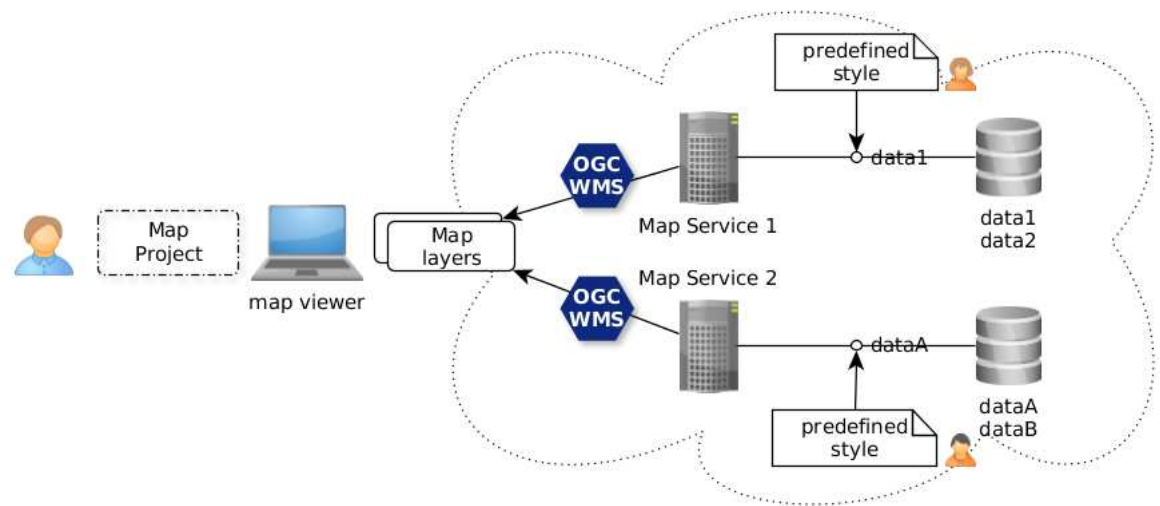 predefined
style
OGC
WMS
data1
Map Service 1
data1
data2
Map
Project
map viewer
Map
layers
Map Service 2
OGC
WMS
dataA
dataA
dataB
predefined
style